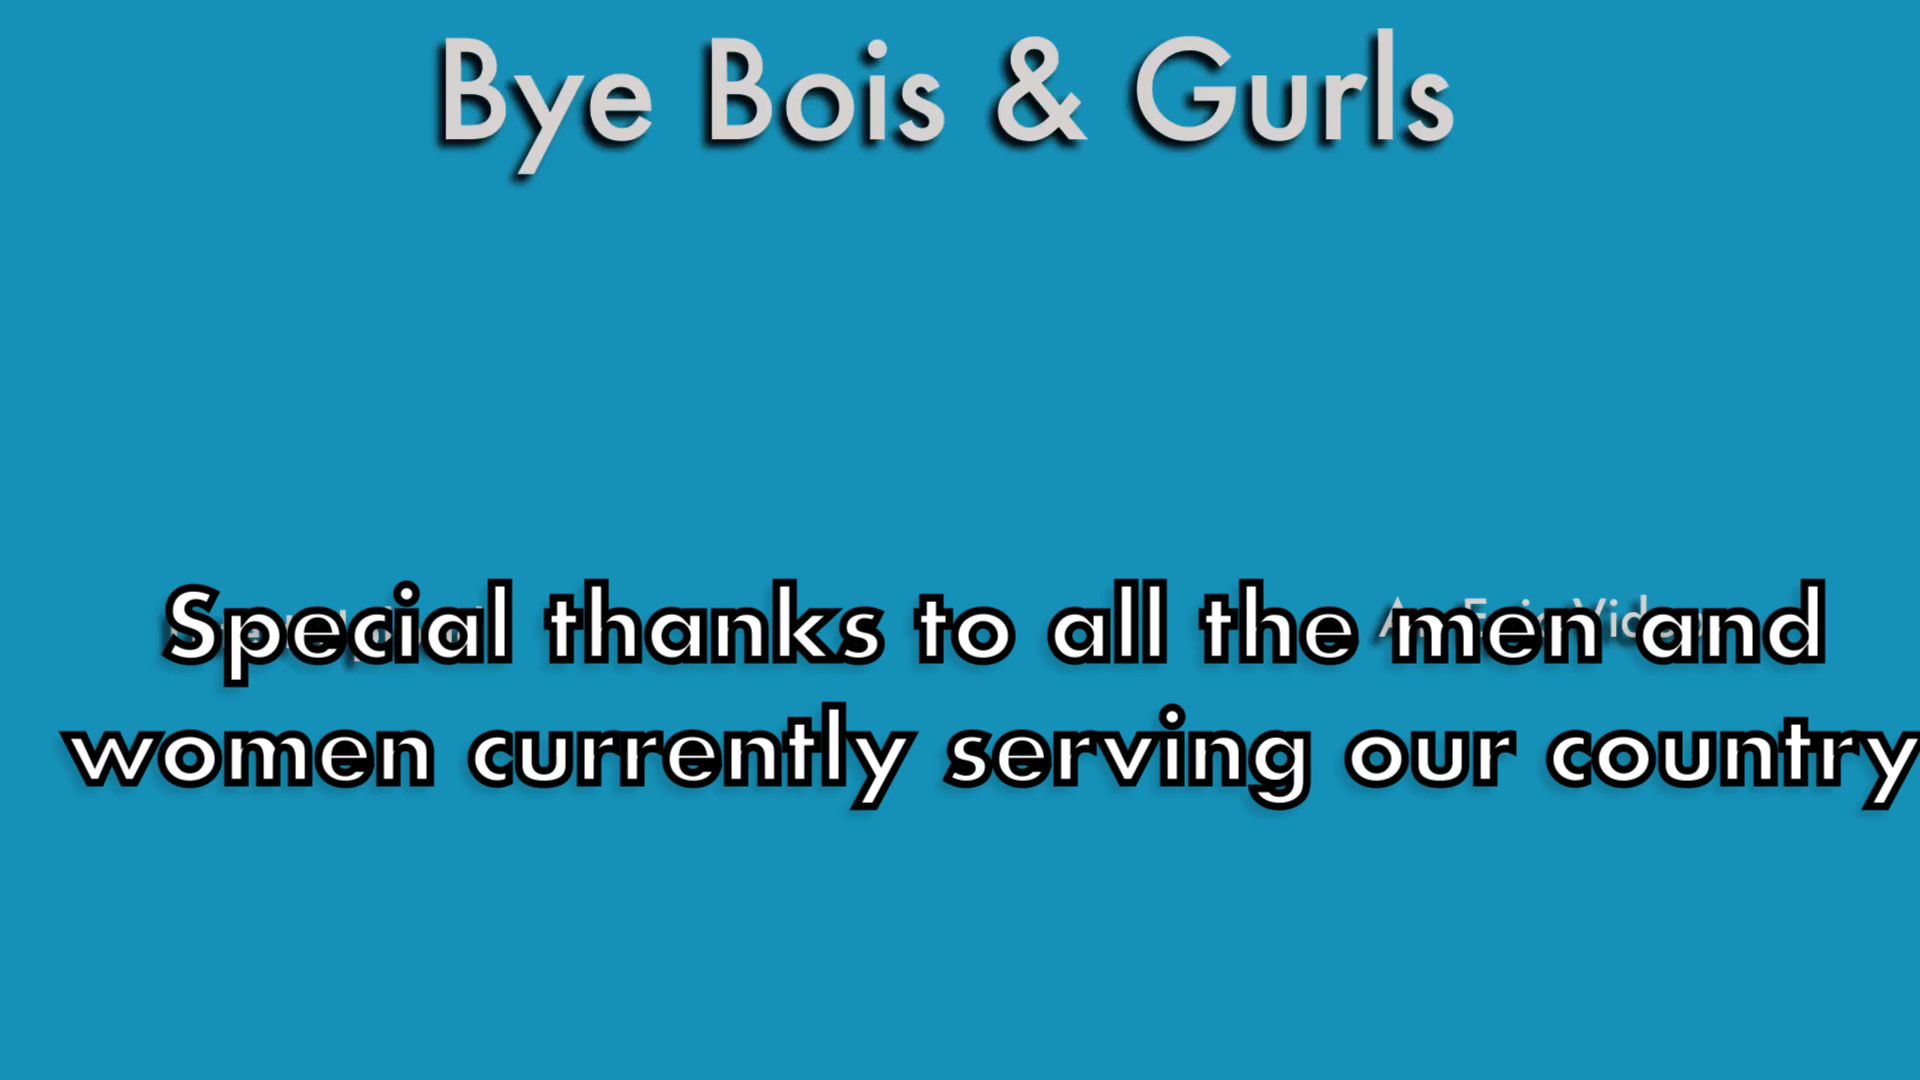 Bye Bois & Gurls
Special thanks to all the men and
women currently serving our country